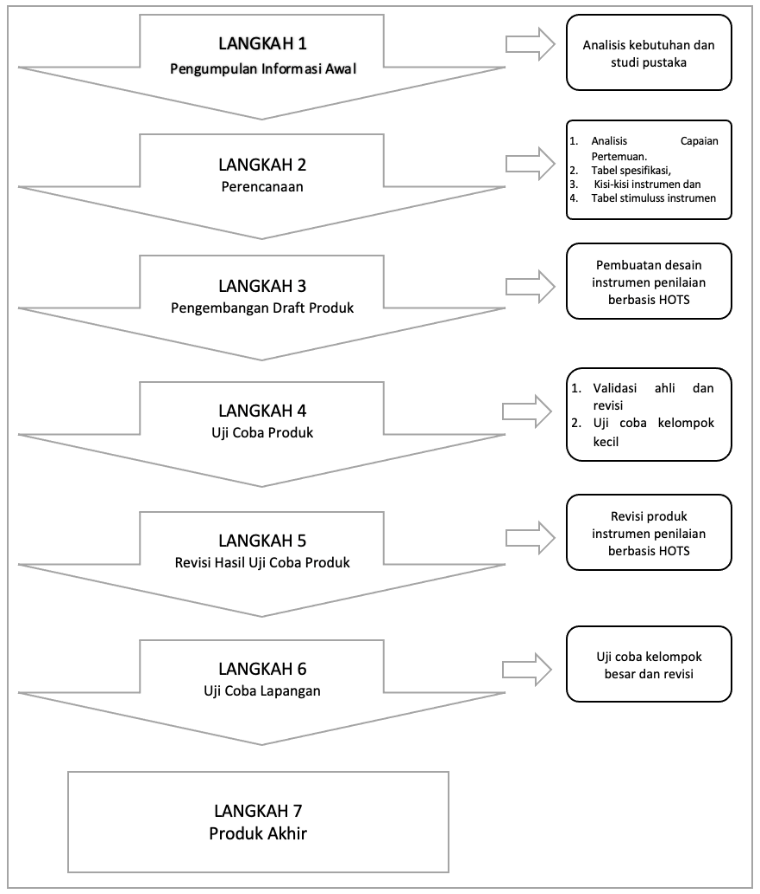 LANGKAH 1
Pengumpulan Informasi Awal
Analisis kebutuhan dan
studi pustaka
LANGKAH 2
Perencanaan
1. Analisis Capaian
Pertemuan.
2. Tabel spesifikasi,
3. Kisi-kisi instrumen dan
4. Tabel stimuluss instrumen
LANGKAH 3
Pengembangan Draft Produk
Pembuatan desain
instrumen penilaian
berbasis HOTS
LANGKAH 4
Uji Coba Produk
1. Validasi ahli dan
revisi
2. Uji coba kelompok
kecil
LANGKAH 5
Revisi Hasil Uji Coba Produk
Revisi produk
instrumen penilaian
berbasis HOTS
LANGKAH 6
Uji Coba Lapangan
Uji coba kelompok
besar dan revisi
LANGKAH 7
Produk Akhir